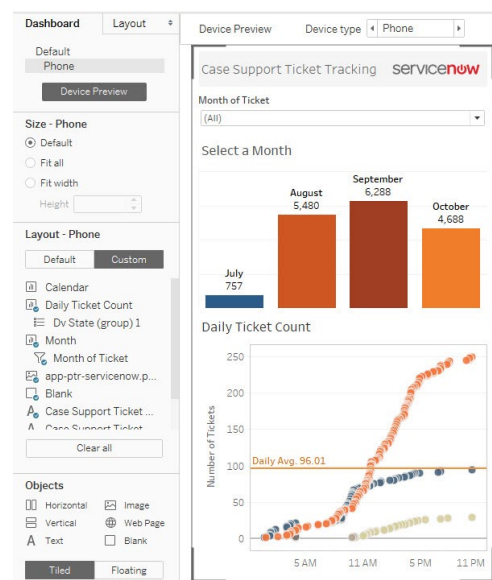 Dashboard Layout
Default
Phone
Device Preview
Size - Phone
Default
Fit all
Fit width
Height
Layout - Phone
Default Custom
Calendar
Daily Ticket Count
Dv State (group) 1
Month
Month of Ticket
app-ptr-servicenow.p...
Blank
Case Support Ticket ...
Case Support Ticket
Clear all
Objects
Horizontal Image
Vertical Web Page
Text Blank
Tiled Floating
Device Preview Device type Phone
Case Support Ticket Tracking servicenow
Month of Ticket
(All)
Select a Month
September
6,288
August
5,480
October
4,688
July
757
Daily Ticket Count
Number of Tickets
250
200
150
100
50
0
Daily Avg. 96.01
5 AM 11 AM 5 PM 11 PM